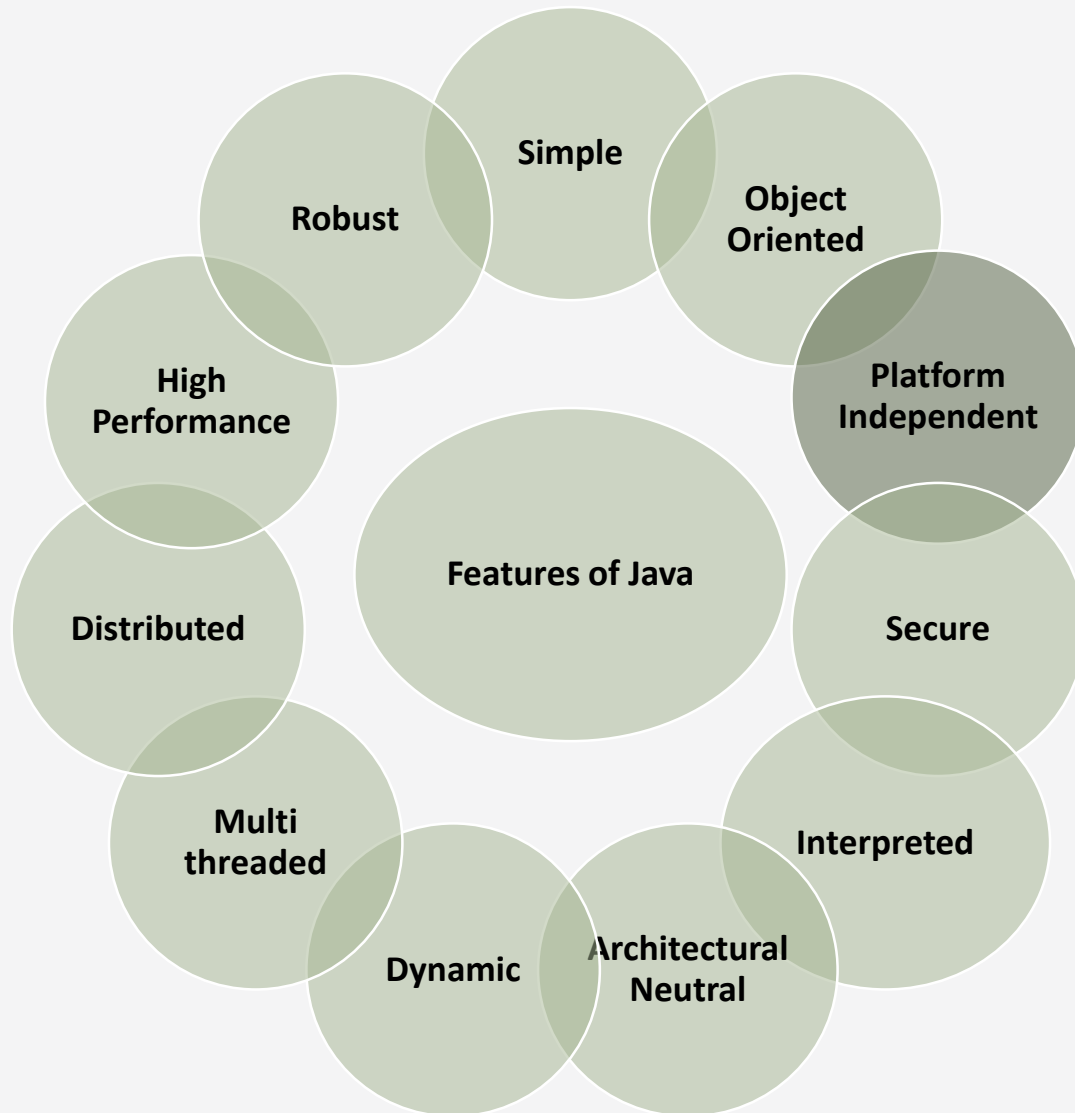 Simple
Object
Oriented
Platform
Independent
Secure
Interpreted
Architectural
Neutral
Dynamic
Multi
threaded
Distributed
High
Performance
Robust
Features of Java